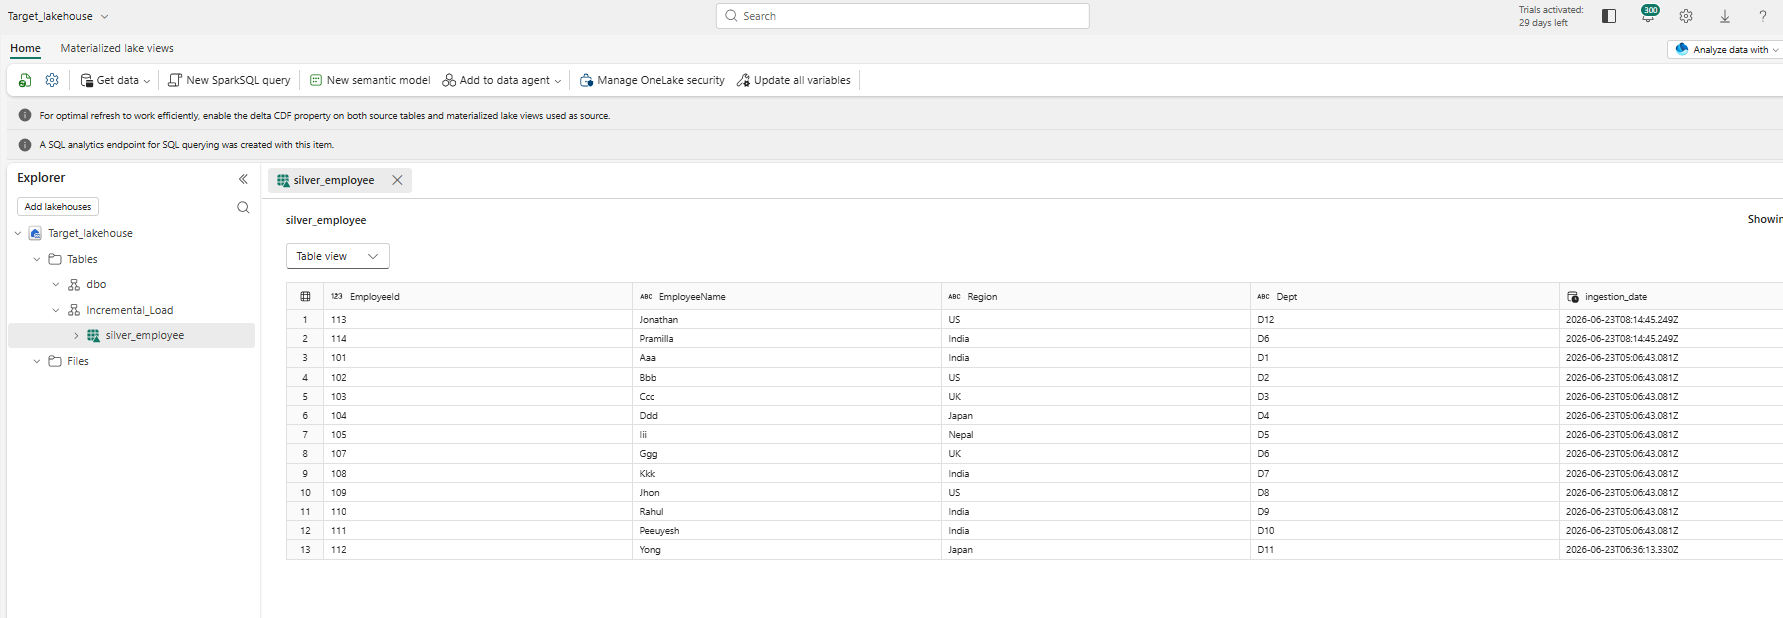 Target_lakehouse
Search
Trials activated:
29 days left
300
?
Home Materialized lake views
Analyze data with
Get data New SparkSQL query New semantic model Add to data agent Manage OneLake security Update all variables
For optimal refresh to work efficiently, enable the delta CDF property on both source tables and materialized lake views used as source.
A SQL analytics endpoint for SQL querying was created with this item.
Explorer
Add lakehouses
Target_lakehouse
Tables
dbo
Incremental_Load
silver_employee
Files
silver_employee
silver_employee
Showin
Table view
123 EmployeeId ABC EmployeeName ABC Region ABC Dept ingestion_date
1 113 Jonathan US D12 2026-06-23T08:14:45.249Z
2 114 Pramilla India D6 2026-06-23T08:14:45.249Z
3 101 Aaa India D1 2026-06-23T05:06:43.081Z
4 102 Bbb US D2 2026-06-23T05:06:43.081Z
5 103 Ccc UK D3 2026-06-23T05:06:43.081Z
6 104 Ddd Japan D4 2026-06-23T05:06:43.081Z
7 105 Iii Nepal D5 2026-06-23T05:06:43.081Z
8 107 Ggg UK D6 2026-06-23T05:06:43.081Z
9 108 Kkk India D7 2026-06-23T05:06:43.081Z
10 109 Jhon US D8 2026-06-23T05:06:43.081Z
11 110 Rahul India D9 2026-06-23T05:06:43.081Z
12 111 Peeuyesh India D10 2026-06-23T05:06:43.081Z
13 112 Yong Japan D11 2026-06-23T06:36:13.330Z